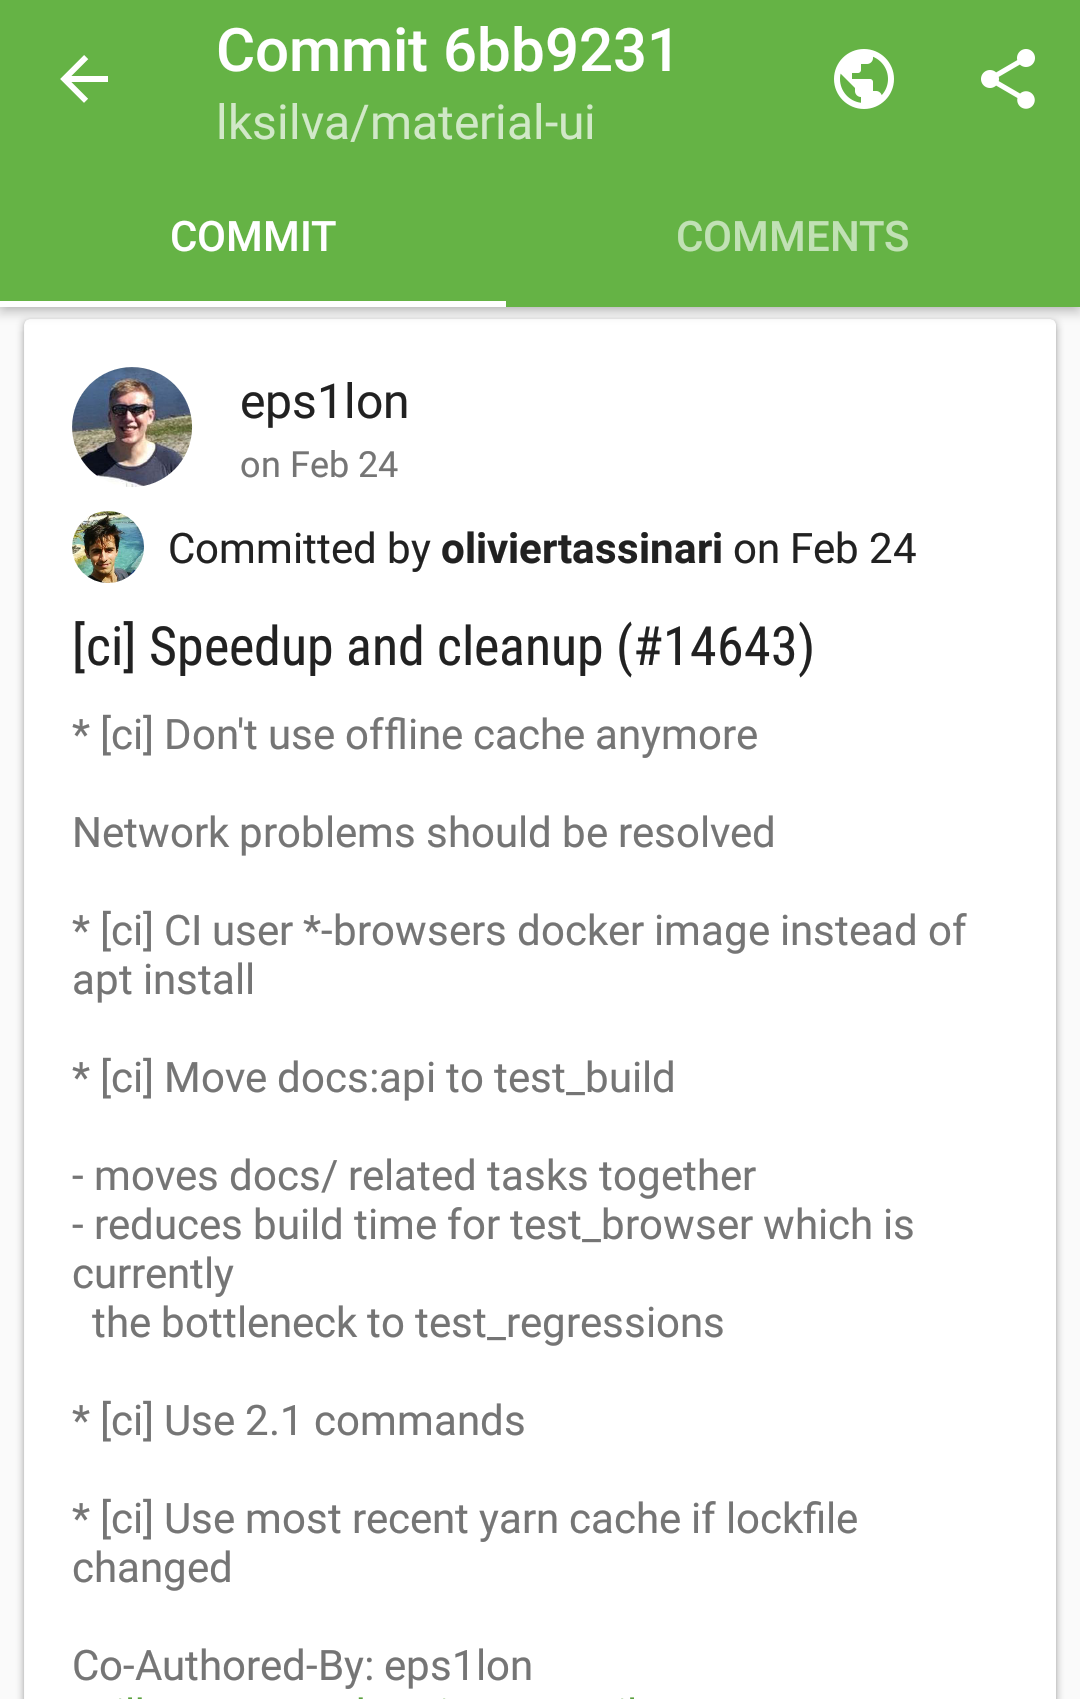 Commit 6bb9231
lksilva/material-ui
COMMIT
COMMENTS
eps1lon
on Feb 24
Committed by oliviertassinari on Feb 24
[ci] Speedup and cleanup (#14643)
* [ci] Don't use offline cache anymore
Network problems should be resolved
* [ci] CI user *-browsers docker image instead of
apt install
* [ci] Move docs:api to test_build
- moves docs/ related tasks together
- reduces build time for test_browser which is
currently
the bottleneck to test_regressions
* [ci] Use 2.1 commands
* [ci] Use most recent yarn cache if lockfile
changed
Co-Authored-By: eps1lon